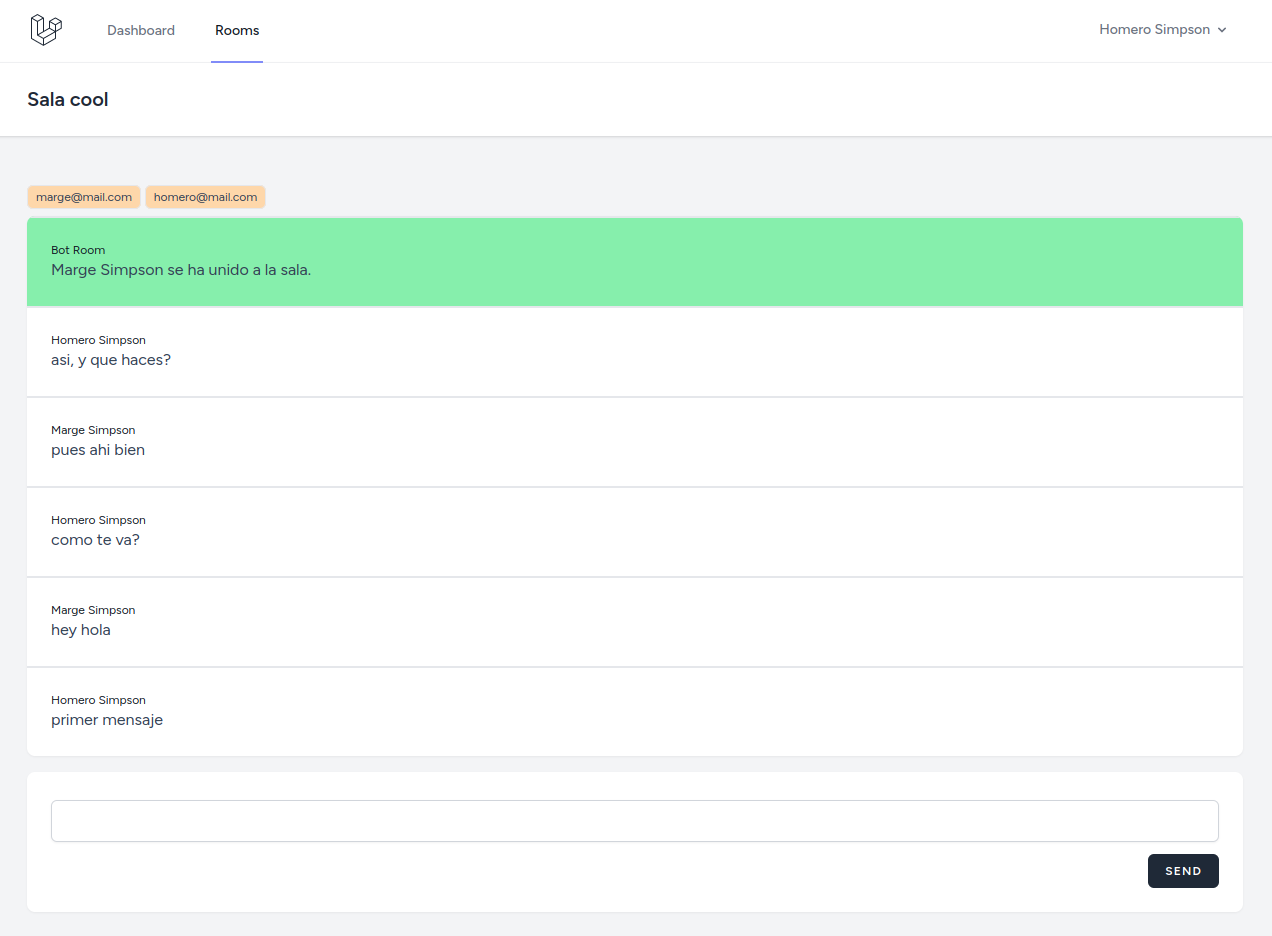 Dashboard
Rooms
Homero Simpson
Sala cool
marge@mail.com
homero@mail.com
Bot Room
Marge Simpson se ha unido a la sala.
Homero Simpson
asi, y que haces?
Marge Simpson
pues ahi bien
Homero Simpson
como te va?
Marge Simpson
hey hola
Homero Simpson
primer mensaje
SEND